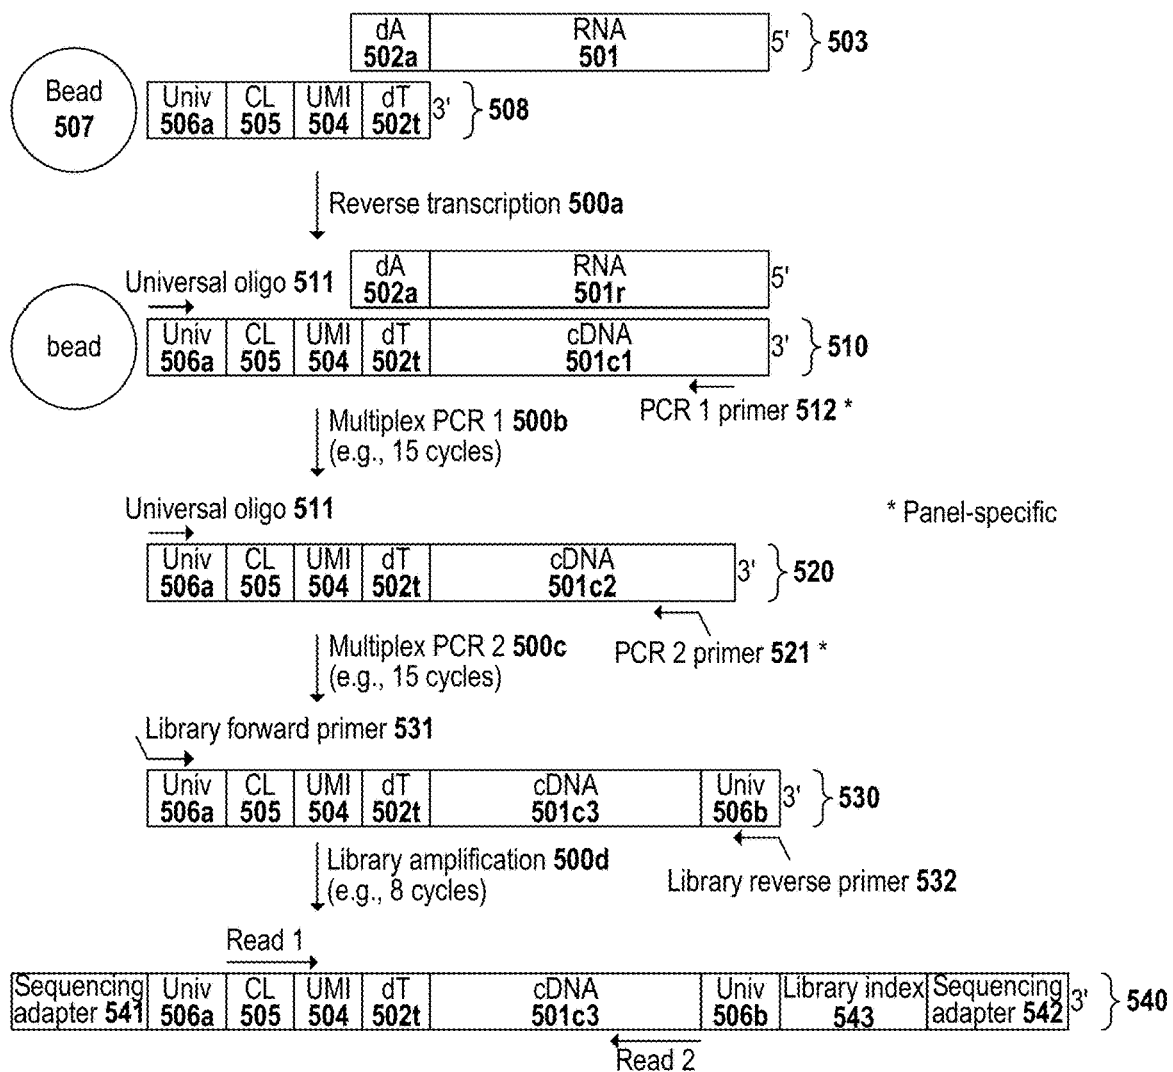 dA RNA
502a 501 5' 503
Bead
507
Univ CL UMI dT
506a 505 504 502t 3' 508
Reverse transcription 500a
Universal oligo 511
dA RNA
502a 501r 5'
bead
Univ CL UMI dT cDNA
506a 505 504 502t 501c1 3' 510
PCR 1 primer 512 *
Multiplex PCR 1 500b
(e.g., 15 cycles)
Universal oligo 511
* Panel-specific
Univ CL UMI dT cDNA
506a 505 504 502t 501c2 3' 520
Multiplex PCR 2 500c
(e.g., 15 cycles)
PCR 2 primer 521 *
Library forward primer 531
Univ CL UMI dT cDNA Univ
506a 505 504 502t 501c3 506b 3' 530
Library amplification 500d
(e.g., 8 cycles)
Library reverse primer 532
Read 1
Sequencing Univ CL UMI dT cDNA Univ Library index Sequencing
adapter 541 506a 505 504 502t 501c3 506b 543 adapter 542 3' 540
Read 2